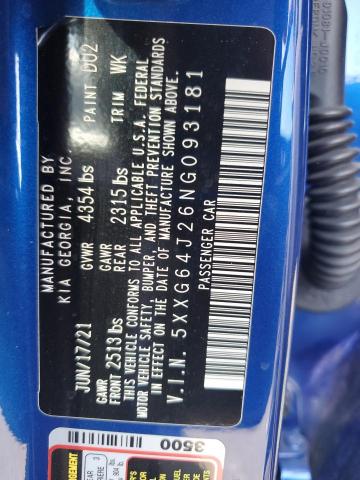 MANUFACTURED BY
KIA GEORGIA, INC.
JUN/17/21 GVWR 4354 lbs PAINT DU2
GAWR FRONT 2513 lbs GAWR REAR 2315 lbs TRIM WK
THIS VEHICLE CONFORMS TO ALL APPLICABLE U.S.A. FEDERAL
MOTOR VEHICLE SAFETY, BUMPER, AND THEFT PREVENTION STANDARDS
IN EFFECT ON THE DATE OF MANUFACTURE SHOWN ABOVE.
V.I.N. 5XXG64J26NG093181
PASSENGER CAR
3500